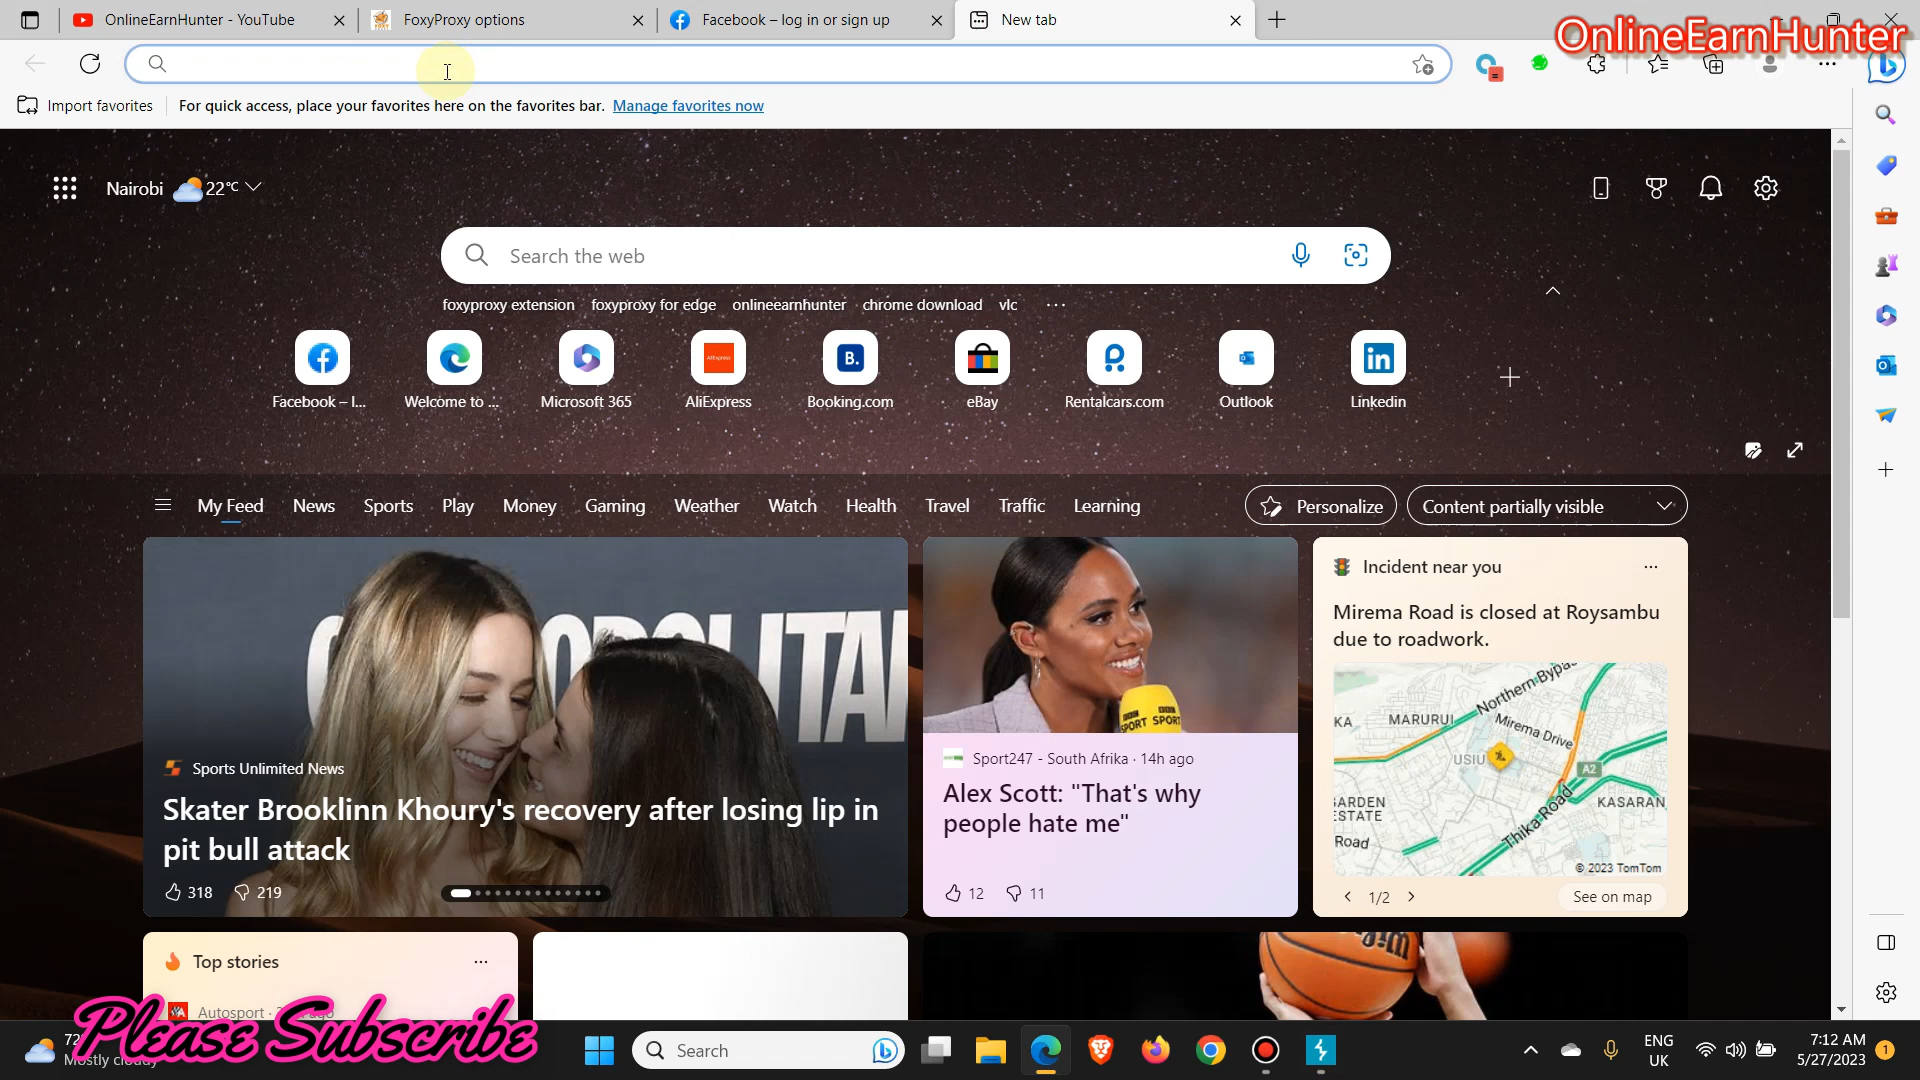 OnlineEarnHunter - YouTube
FoxyProxy options
Facebook – log in or sign up
New tab
OnlineEarnHunter
Import favorites
For quick access, place your favorites here on the favorites bar. Manage favorites now
Nairobi 22°C
Search the web
foxyproxy extension foxyproxy for edge onlineearnhunter chrome download vlc
Facebook – l...
Welcome to ...
Microsoft 365
AliExpress
Booking.com
eBay
Rentalcars.com
Outlook
Linkedin
My Feed News Sports Play Money Gaming Weather Watch Health Travel Traffic Learning
Personalize
Content partially visible
COSMOPOLITAN
Sports Unlimited News
Skater Brooklinn Khoury's recovery after losing lip in
pit bull attack
318 219
BBC SPORT
Sport247 - South Afrika · 14h ago
Alex Scott: "That's why
people hate me"
12 11
Incident near you
Mirema Road is closed at Roysambu
due to roadwork.
Northern Bypa
KA MARURUI
Mirema Drive
USIU
A2
GARDEN
ESTATE
KASARAN
Road
Thika Road
© 2023 TomTom
1/2
See on map
Top stories
Autosport
Please Subscribe
Mostly cloudy
Search
ENG
UK
7:12 AM
5/27/2023
1